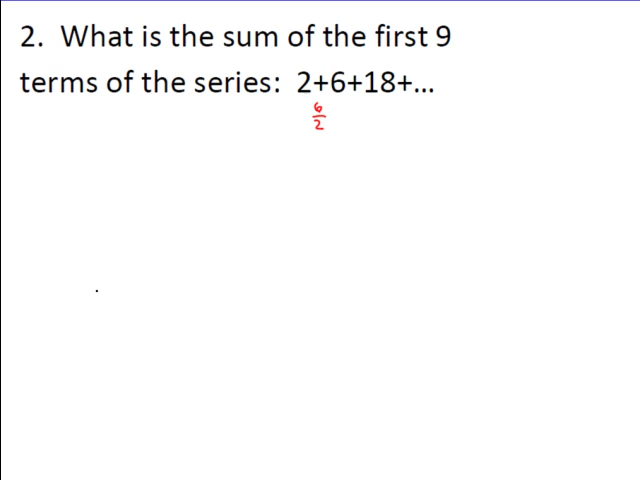 2. What is the sum of the first 9
terms of the series: 2+6+18+...
6
2